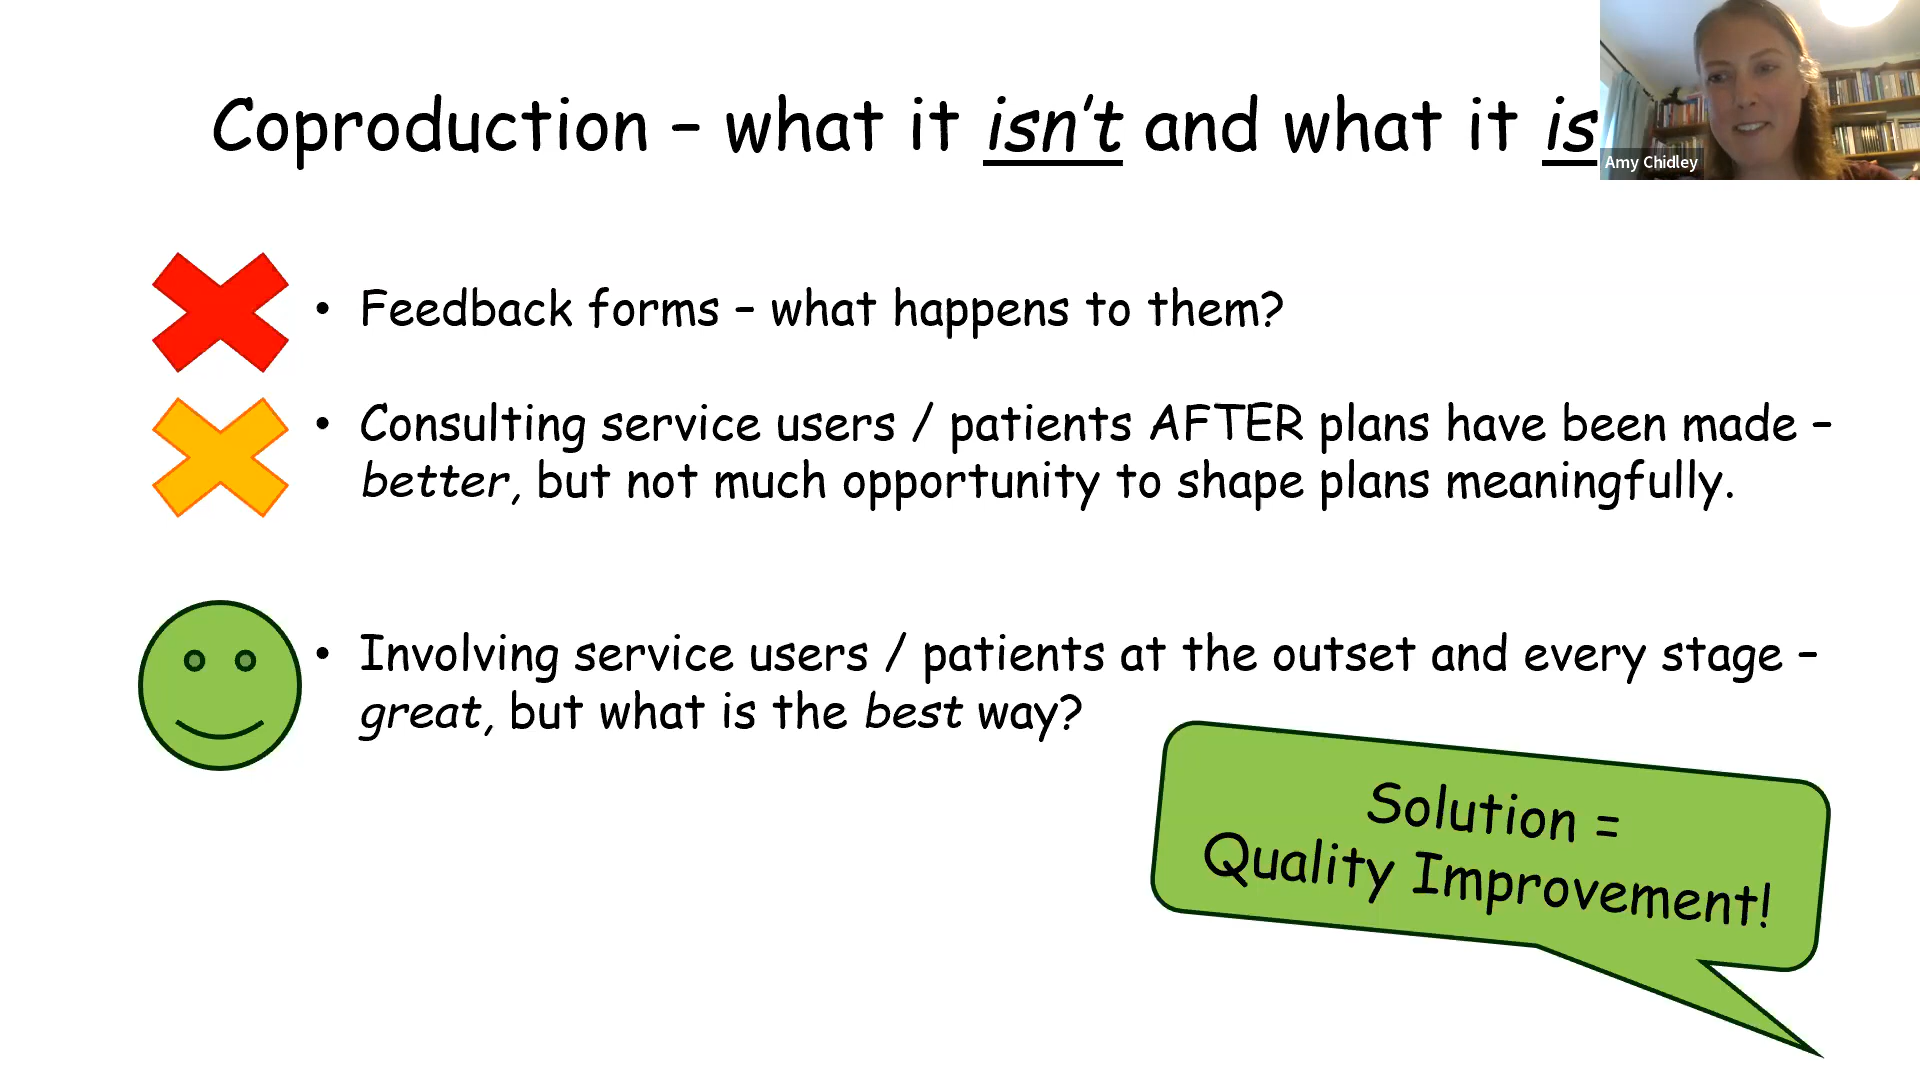 Coproduction – what it isn't and what it is
Amy Chidley
• Feedback forms – what happens to them?
• Consulting service users / patients AFTER plans have been made –
better, but not much opportunity to shape plans meaningfully.
• Involving service users / patients at the outset and every stage –
great, but what is the best way?
Solution =
Quality Improvement!